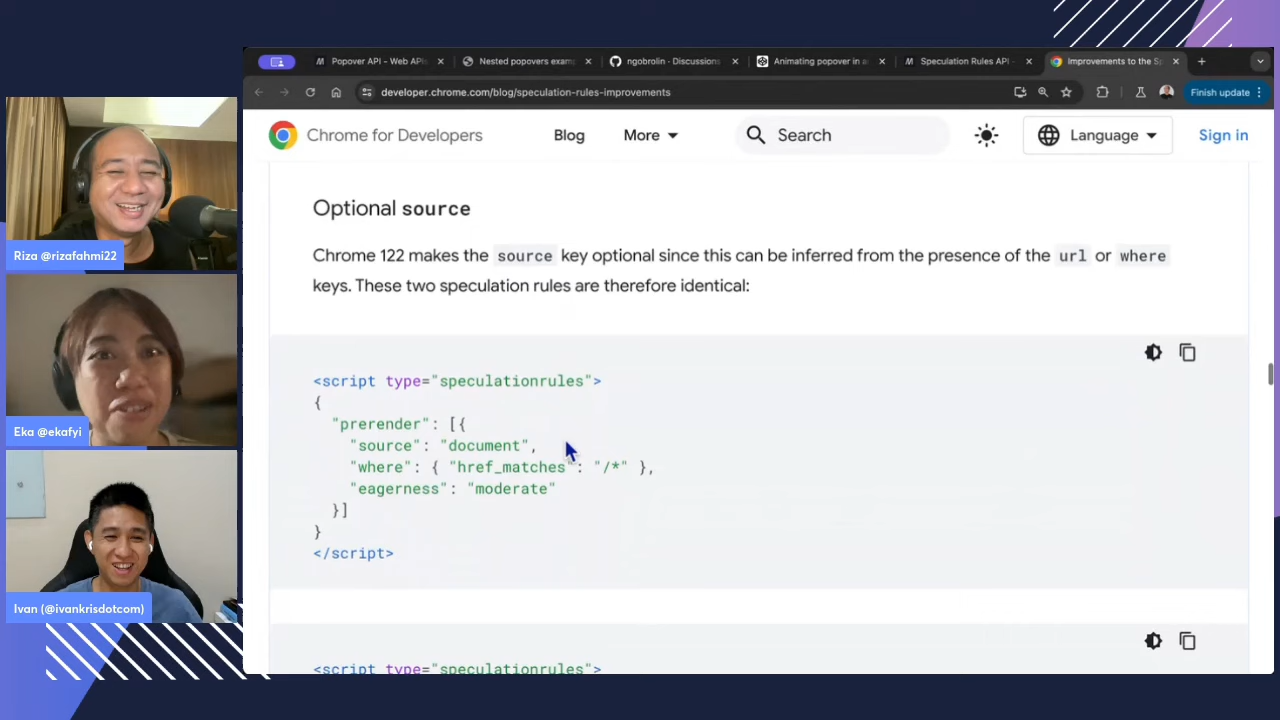 Popover API - Web APIs
Nested popovers examp
ngobrolin · Discussions
Animating popover in an
Speculation Rules API -
Improvements to the Sp
developer.chrome.com/blog/speculation-rules-improvements
Finish update
Chrome for Developers
Blog
More
Search
Language
Sign in
Optional source
Chrome 122 makes the source key optional since this can be inferred from the presence of the url or where
keys. These two speculation rules are therefore identical:
<script type="speculationrules">
{
"prerender": [{
"source": "document",
"where": { "href_matches": "/*" },
"eagerness": "moderate"
}]
}
</script>
<script type="speculationrules">
Riza @rizafahmi22
Eka @ekafyi
Ivan (@ivankrisdotcom)